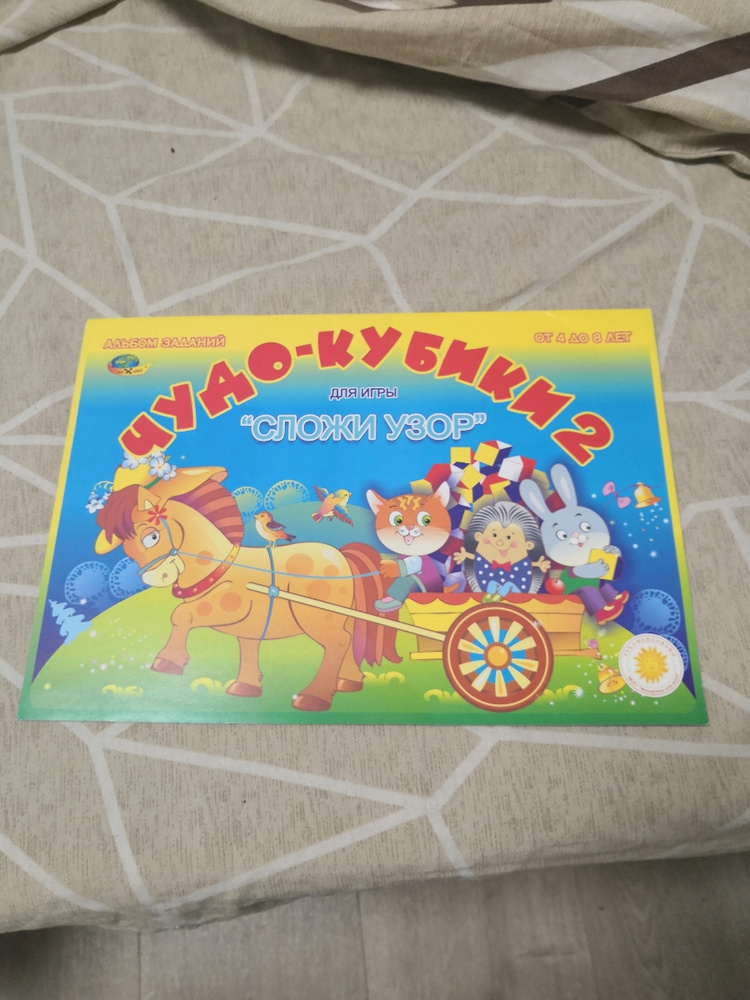 АЛЬБОМ ЗАДАНИЙ
ОТ 4 ДО 8 ЛЕТ
ЧУДО-КУБИКИ 2
ДЛЯ ИГРЫ
“СЛОЖИ УЗОР”